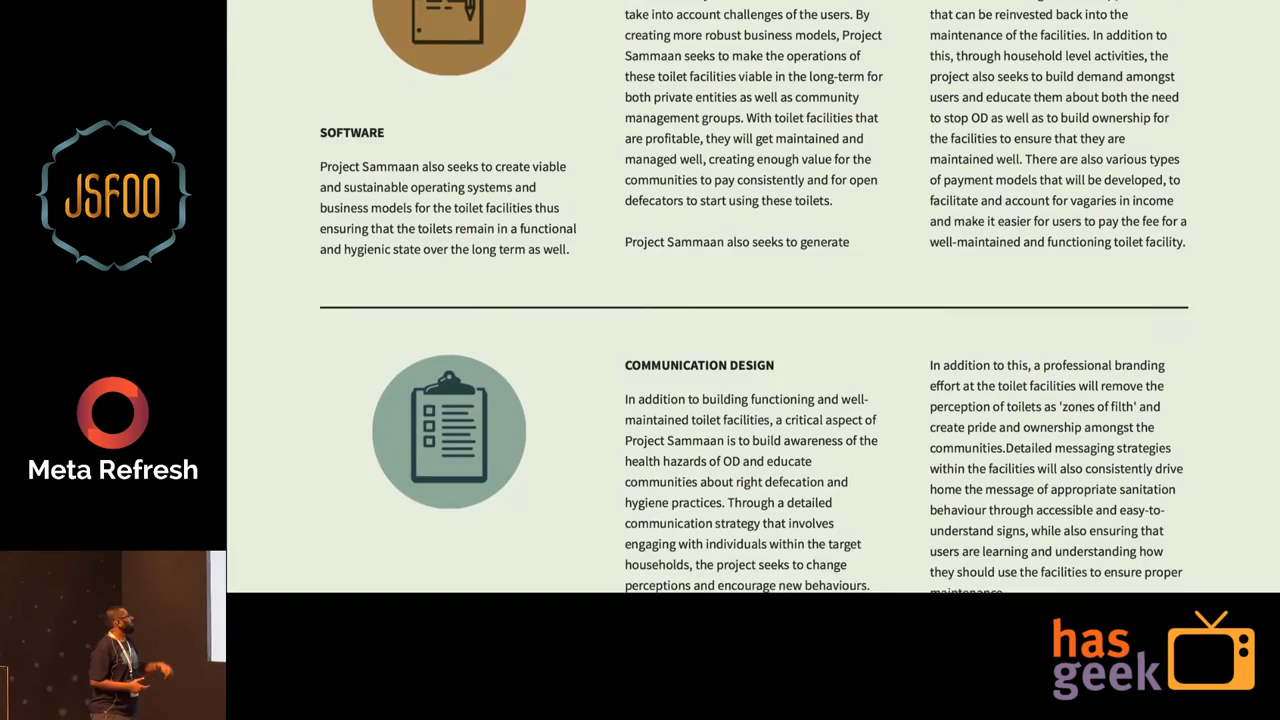 JSFOO
Meta Refresh
SOFTWARE
Project Sammaan also seeks to create viable
and sustainable operating systems and
business models for the toilet facilities thus
ensuring that the toilets remain in a functional
and hygienic state over the long term as well.
take into account challenges of the users. By
creating more robust business models, Project
Sammaan seeks to make the operations of
these toilet facilities viable in the long-term for
both private entities as well as community
management groups. With toilet facilities that
are profitable, they will get maintained and
managed well, creating enough value for the
communities to pay consistently and for open
defecators to start using these toilets.
Project Sammaan also seeks to generate
that can be reinvested back into the
maintenance of the facilities. In addition to
this, through household level activities, the
project also seeks to build demand amongst
users and educate them about both the need
to stop OD as well as to build ownership for
the facilities to ensure that they are
maintained well. There are also various types
of payment models that will be developed, to
facilitate and account for vagaries in income
and make it easier for users to pay the fee for a
well-maintained and functioning toilet facility.
COMMUNICATION DESIGN
In addition to building functioning and well-
maintained toilet facilities, a critical aspect of
Project Sammaan is to build awareness of the
health hazards of OD and educate
communities about right defecation and
hygiene practices. Through a detailed
communication strategy that involves
engaging with individuals within the target
households, the project seeks to change
perceptions and encourage new behaviours.
In addition to this, a professional branding
effort at the toilet facilities will remove the
perception of toilets as 'zones of filth' and
create pride and ownership amongst the
communities.Detailed messaging strategies
within the facilities will also consistently drive
home the message of appropriate sanitation
behaviour through accessible and easy-to-
understand signs, while also ensuring that
users are learning and understanding how
they should use the facilities to ensure proper
has
geek